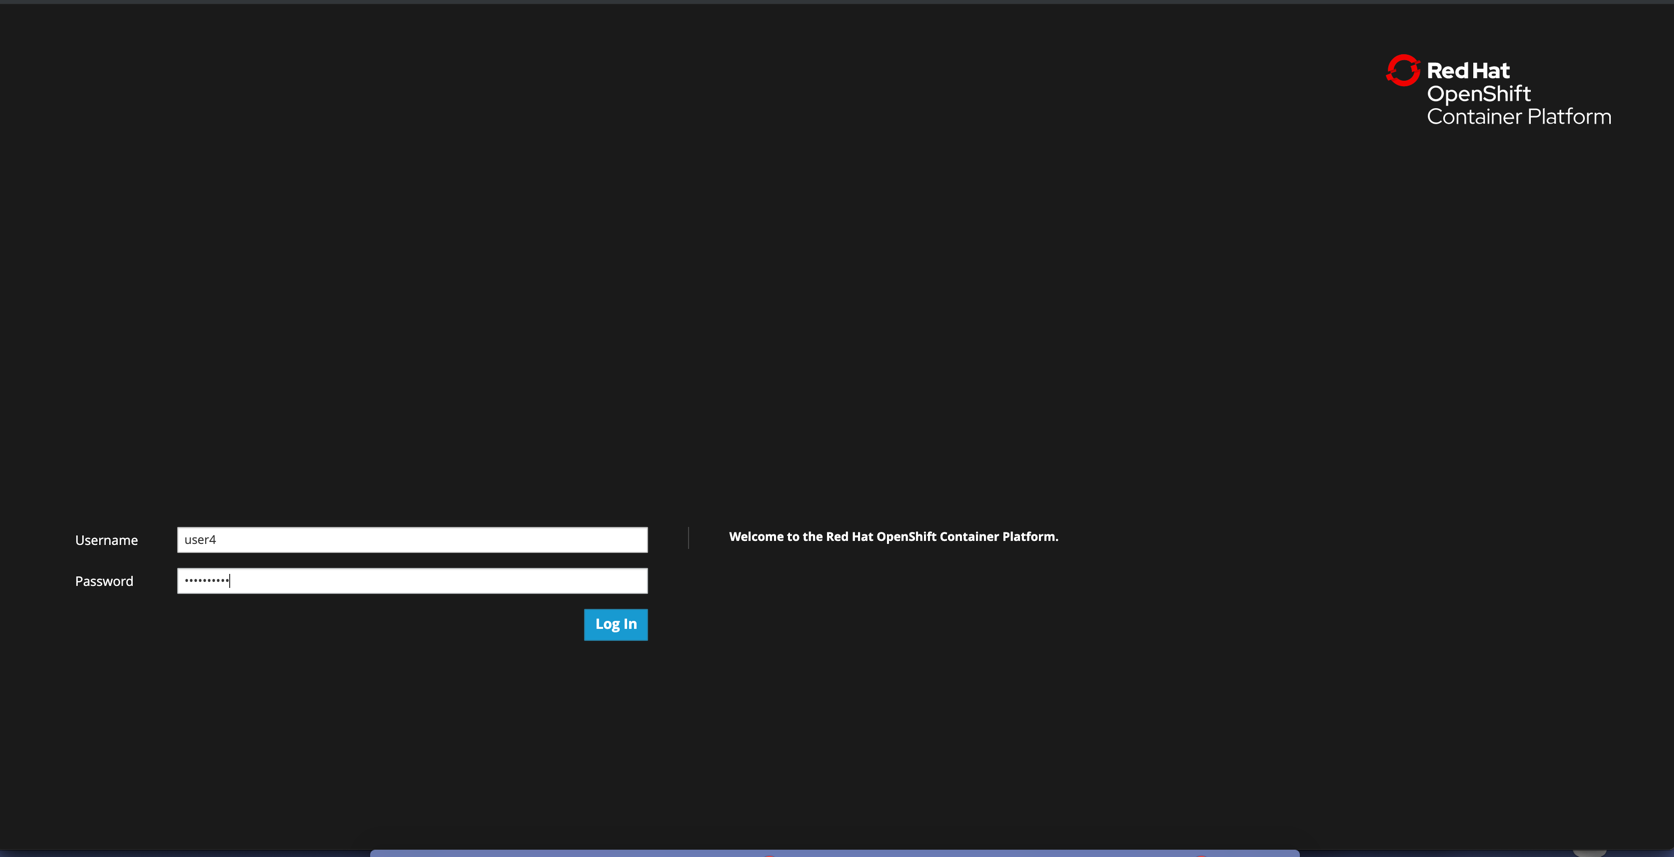 Red Hat
OpenShift
Container Platform
Username
user4
Password
••••••••••
Log In
Welcome to the Red Hat OpenShift Container Platform.